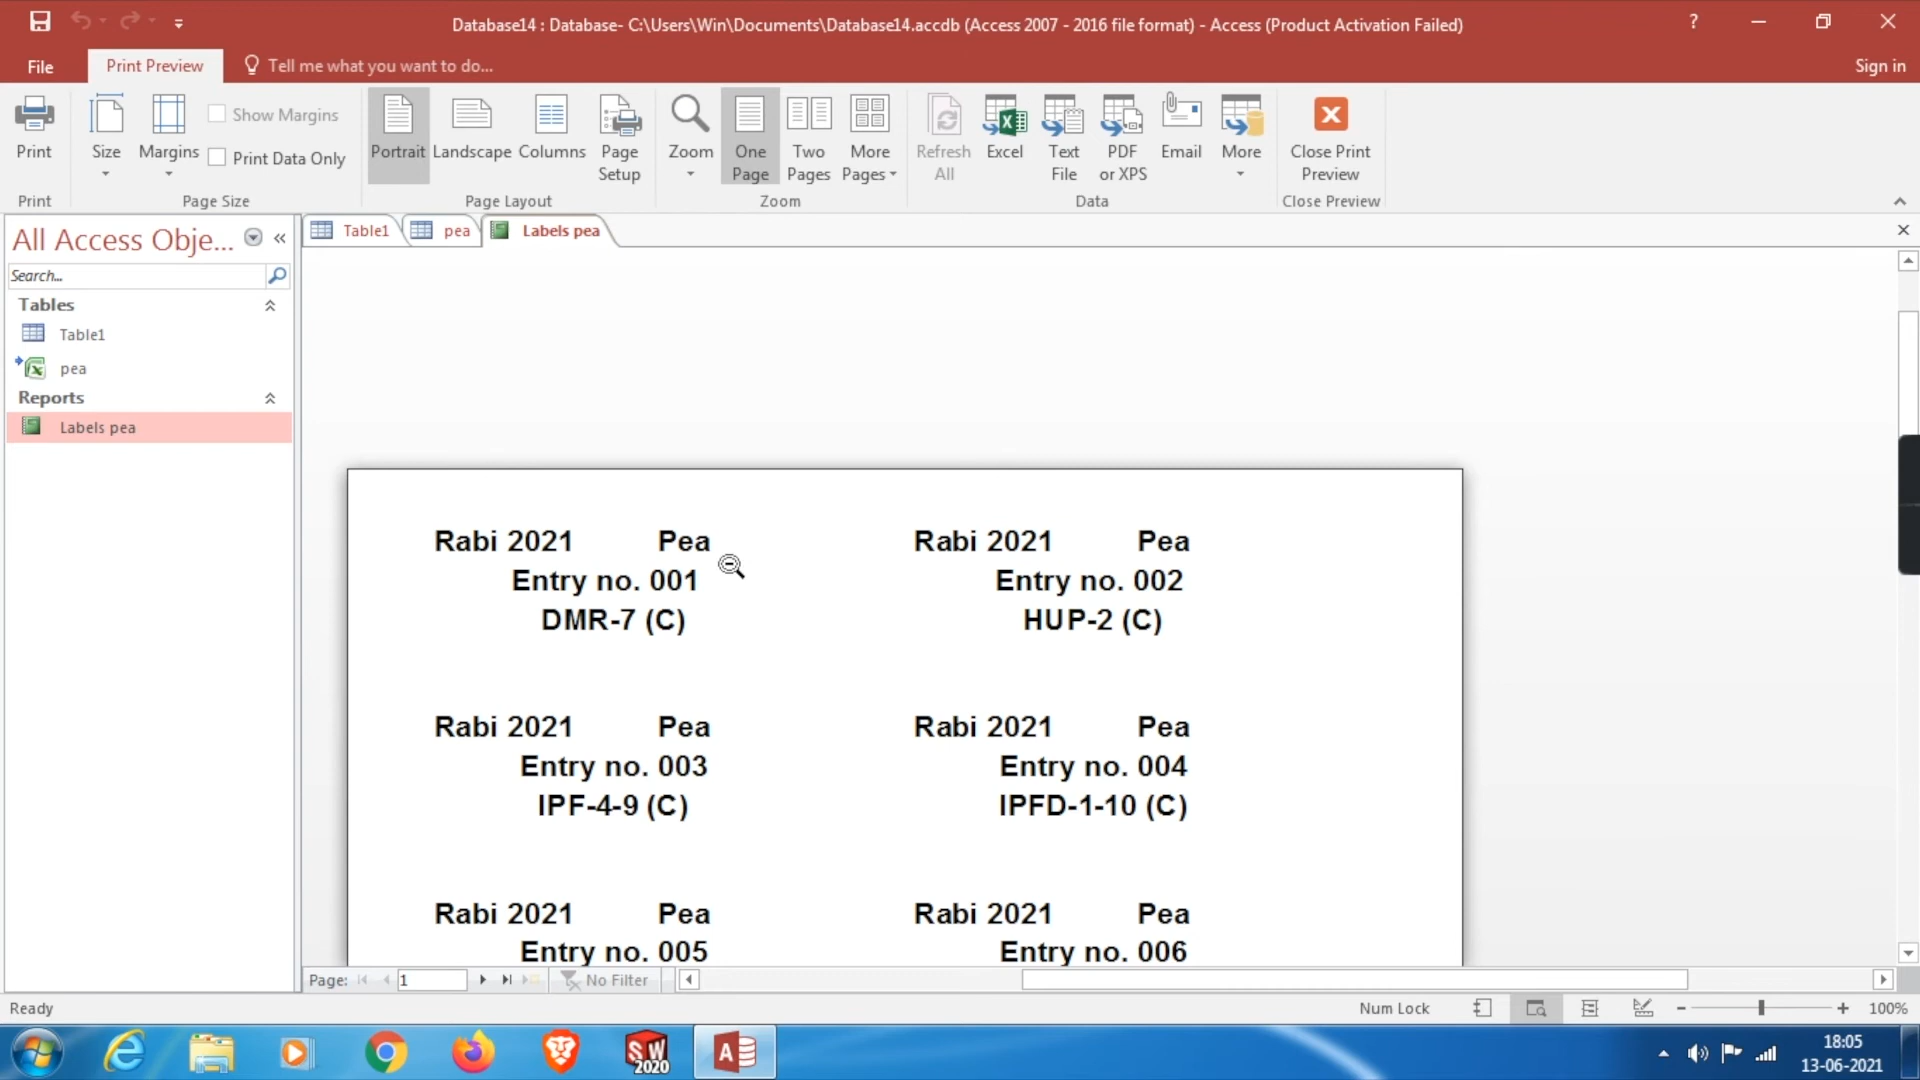 Database14 : Database- C:\Users\Win\Documents\Database14.accdb (Access 2007 - 2016 file format) - Access (Product Activation Failed)
File
Print Preview
Tell me what you want to do...
Sign in
Print
Size
Margins
Show Margins
Print Data Only
Portrait
Landscape
Columns
Page Setup
Zoom
One Page
Two Pages
More Pages
Refresh All
Excel
Text File
PDF or XPS
Email
More
Close Print Preview
Print
Page Size
Page Layout
Zoom
Data
Close Preview
All Access Obje...
Search...
Tables
Table1
pea
Reports
Labels pea
Table1
pea
Labels pea
Rabi 2021 Pea
Entry no. 001
DMR-7 (C)
Rabi 2021 Pea
Entry no. 002
HUP-2 (C)
Rabi 2021 Pea
Entry no. 003
IPF-4-9 (C)
Rabi 2021 Pea
Entry no. 004
IPFD-1-10 (C)
Rabi 2021 Pea
Entry no. 005
Rabi 2021 Pea
Entry no. 006
Page: 1
No Filter
Ready
Num Lock
100%
SW
2020
A
18:05
13-06-2021